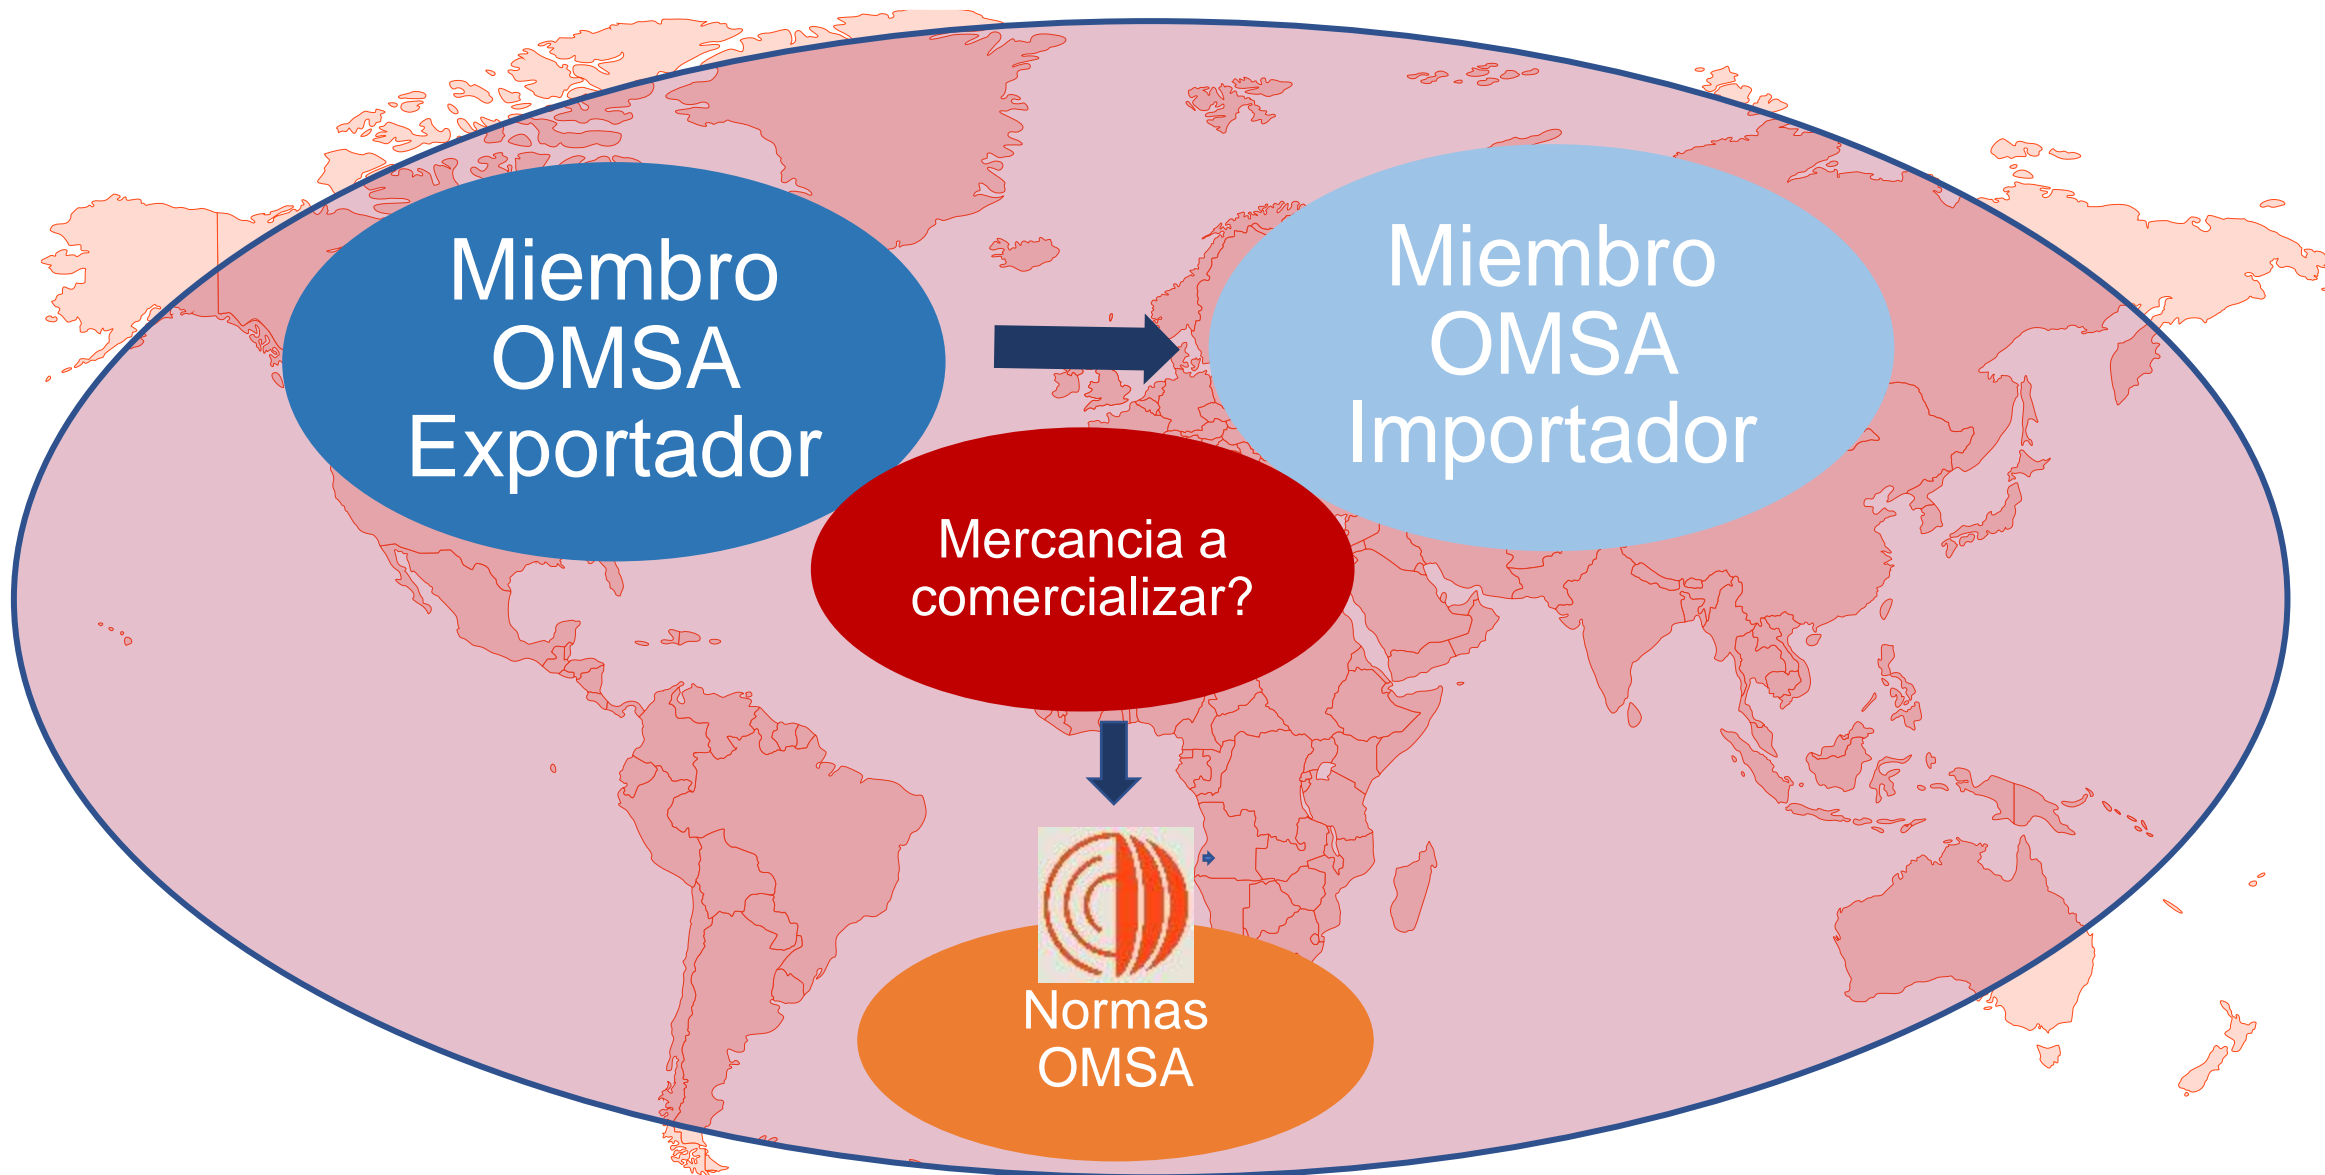 Miembro
OMSA
Exportador
Miembro
OMSA
Importador
Mercancia a
comercializar?
Normas
OMSA